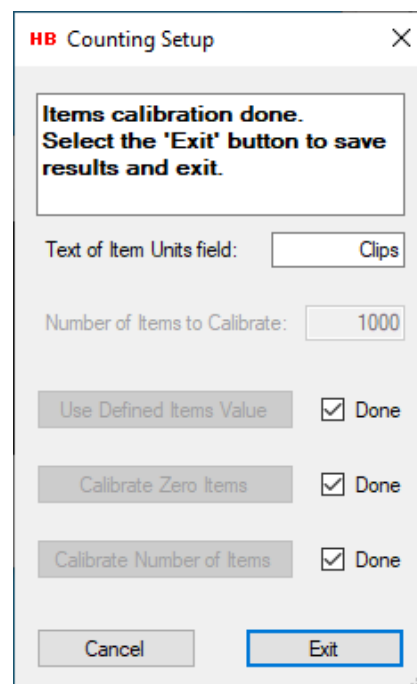 HB Counting Setup
Items calibration done.
Select the 'Exit' button to save
results and exit.
Text of Item Units field: Clips
Number of Items to Calibrate: 1000
Use Defined Items Value Done
Calibrate Zero Items Done
Calibrate Number of Items Done
Cancel Exit